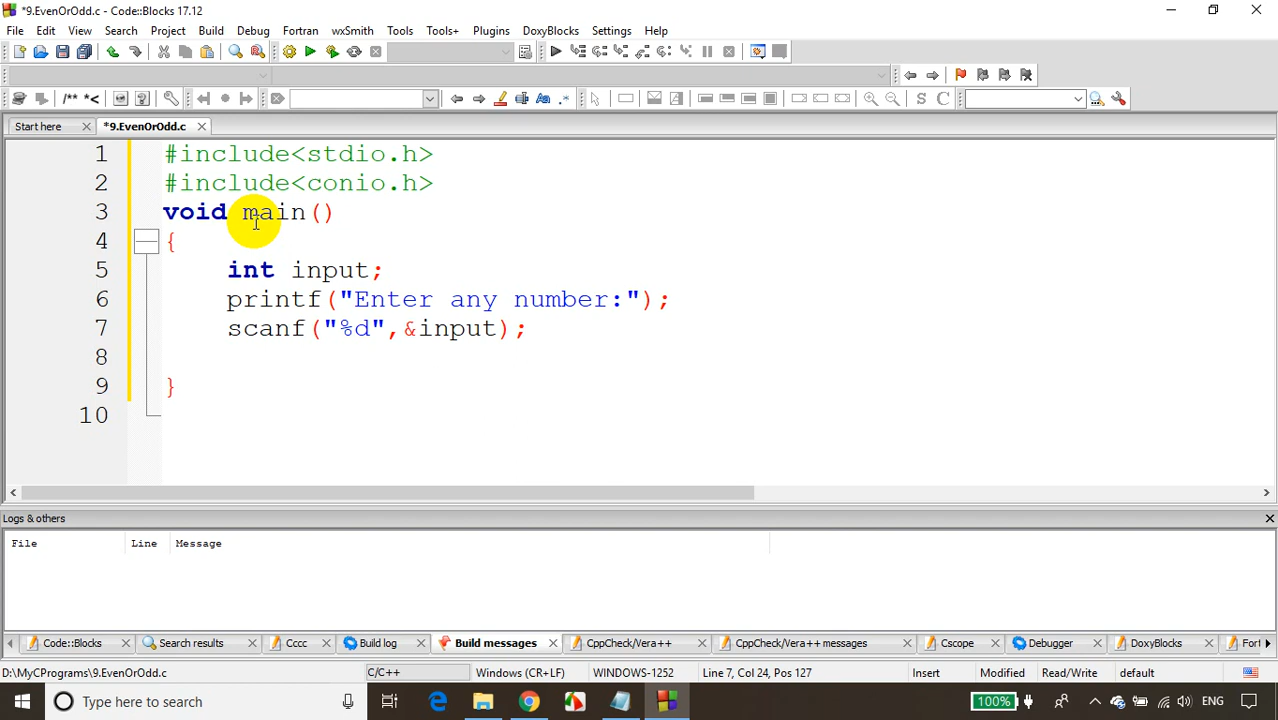 *9.EvenOrOdd.c - Code::Blocks 17.12
File Edit View Search Project Build Debug Fortran wxSmith Tools Tools+ Plugins DoxyBlocks Settings Help
/** *< S C
Start here *9.EvenOrOdd.c
1 #include<stdio.h>
2 #include<conio.h>
3 void main()
4 {
5 int input;
6 printf("Enter any number:");
7 scanf("%d",&input);
8
9 }
10
Logs & others
File Line Message
Code::Blocks Search results Cccc Build log Build messages CppCheck/Vera++ CppCheck/Vera++ messages Cscope Debugger DoxyBlocks Fort
D:\MyCPrograms\9.EvenOrOdd.c C/C++ Windows (CR+LF) WINDOWS-1252 Line 7, Col 24, Pos 127 Insert Modified Read/Write default
Type here to search 100% ENG